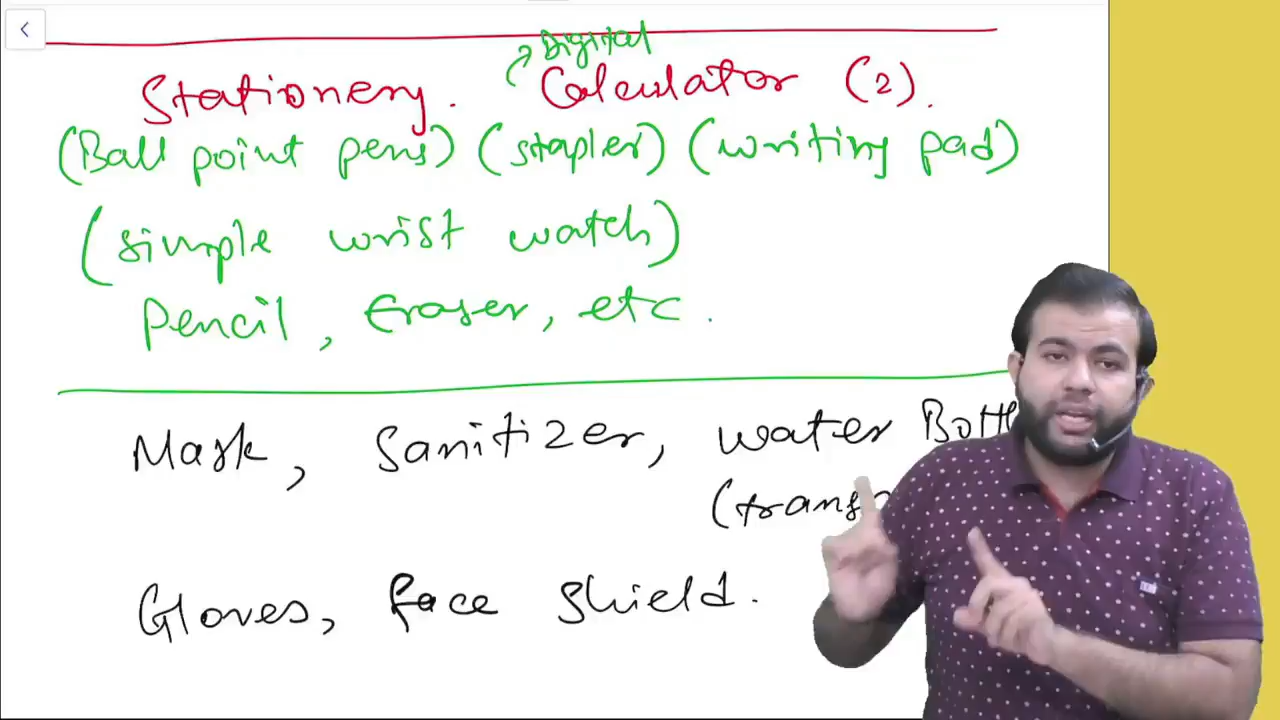 Digital
Stationery. Calculator (2).
(Ball point pens) (stapler) (writing pad)
(simple wrist watch)
Pencil, Eraser, etc.
Mask, Sanitizer, water
Gloves, face shield.